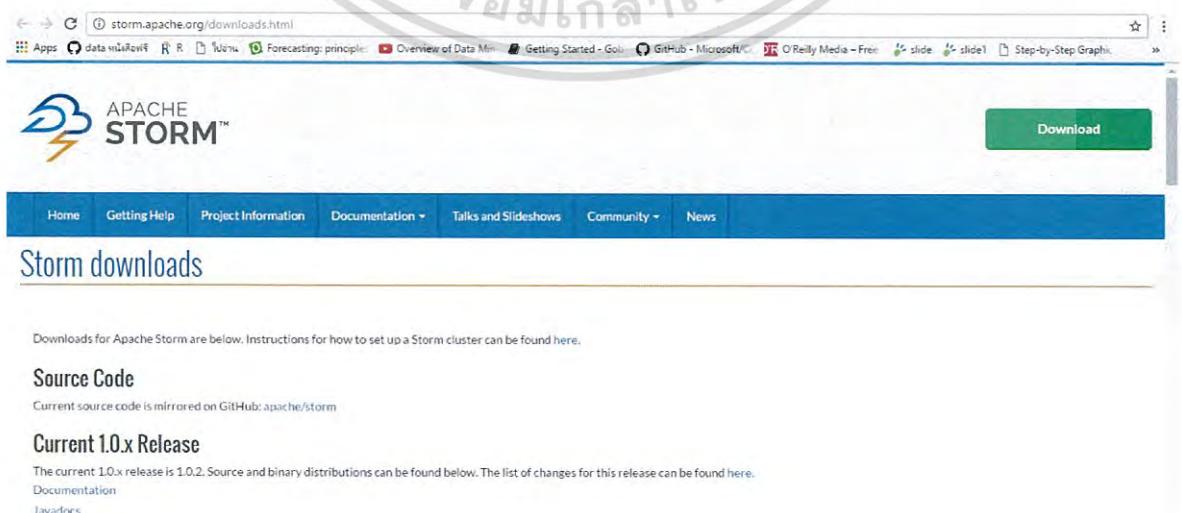 storm.apache.org/downloads.html
Apps data R Forecasting: principle: Overview of Data Min Getting Started - Gol GitHub - Microsoft/C O'Reilly Media – Free slide slide1 Step-by-Step Graphic »
APACHE
STORM™
Download
Home Getting Help Project Information Documentation Talks and Slideshows Community News
Storm downloads
Downloads for Apache Storm are below. Instructions for how to set up a Storm cluster can be found here.
Source Code
Current source code is mirrored on GitHub: apache/storm
Current 1.0.x Release
The current 1.0.x release is 1.0.2. Source and binary distributions can be found below. The list of changes for this release can be found here.
Documentation
Javadocs